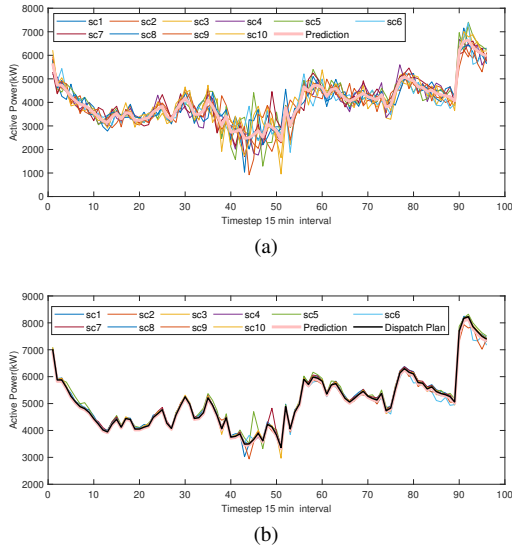 8000
7000
6000
5000
4000
3000
2000
1000
0
Active Power(kW)
sc1 sc2 sc3 sc4 sc5 sc6
sc7 sc8 sc9 sc10 Prediction
0 10 20 30 40 50 60 70 80 90 100
Timestep 15 min interval
(a)
9000
8000
7000
6000
5000
4000
3000
2000
Active Power(kW)
sc1 sc2 sc3 sc4 sc5 sc6
sc7 sc8 sc9 sc10 Prediction Dispatch Plan
0 10 20 30 40 50 60 70 80 90 100
Timestep 15 min interval
(b)